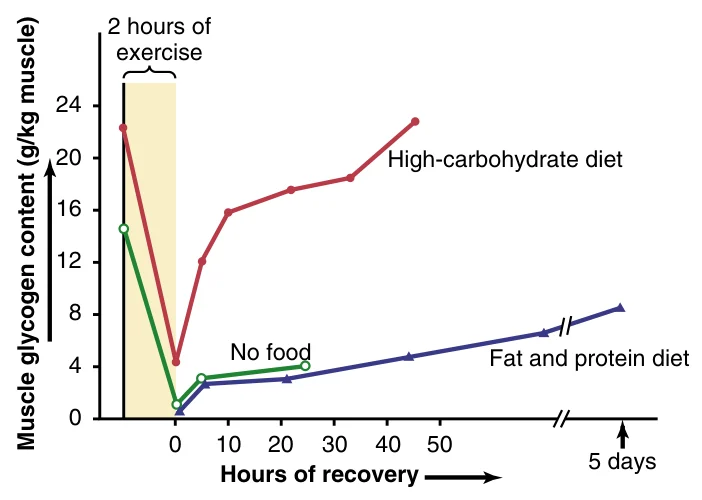 2 hours of
exercise
Muscle glycogen content (g/kg muscle)
24
20
16
12
8
4
0
High-carbohydrate diet
No food
Fat and protein diet
0 10 20 30 40 50
5 days
Hours of recovery